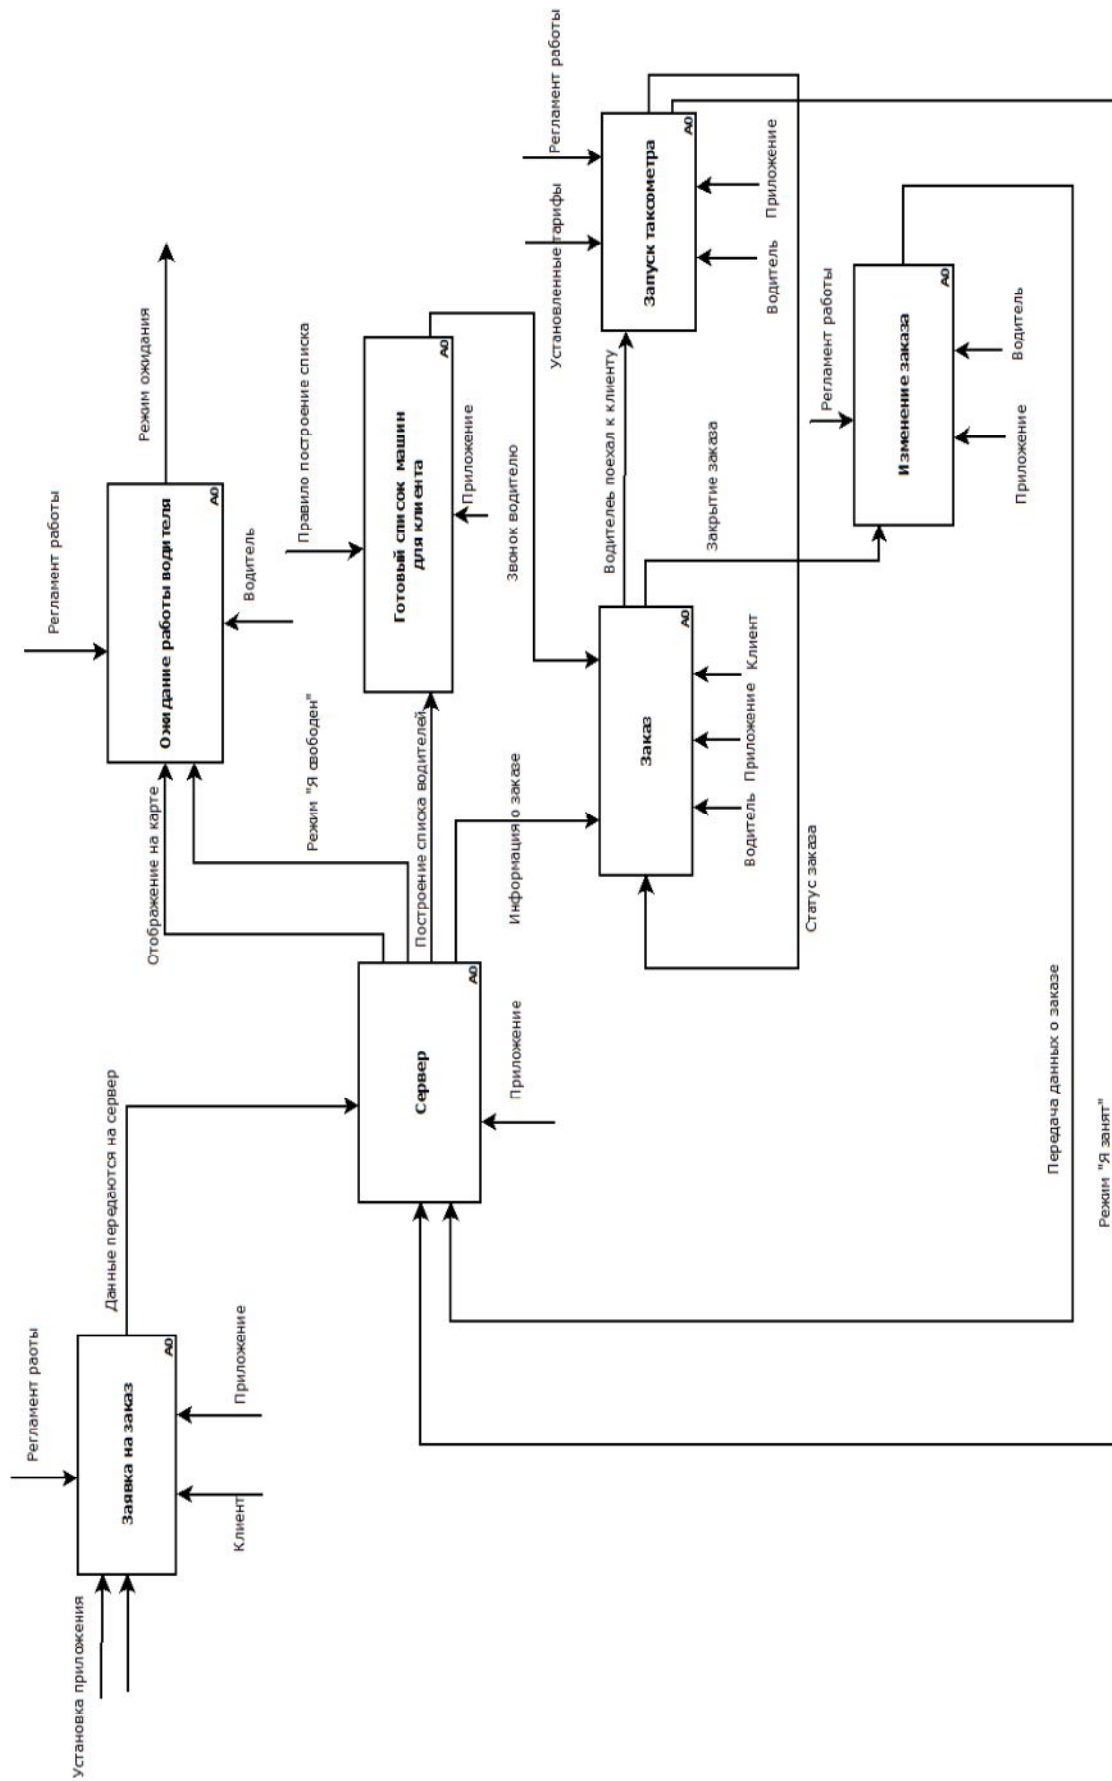 Установка приложения
Регламент раоты
Заявка на заказ
A0
Клиент
Приложение
Данные передаются на сервер
Сервер
A0
Приложение
Отображение на карте
Режим "Я свободен"
Построение списка водителей
Информация о заказе
Регламент работы
Ожидание работы водителя
A0
Водитель
Режим ожидания
Правило построение списка
Готовый список машин
для клиента
A0
Приложение
Звонок водителю
Заказ
A0
Водитель
Приложение
Клиент
Водителеь поехал к клиенту
Закрытие заказа
Установленные тарифы
Регламент работы
Запуск таксометра
A0
Водитель
Приложение
Статус заказа
Регламент работы
Изменение заказа
A0
Приложение
Водитель
Передача данных о заказе
Режим "Я занят"